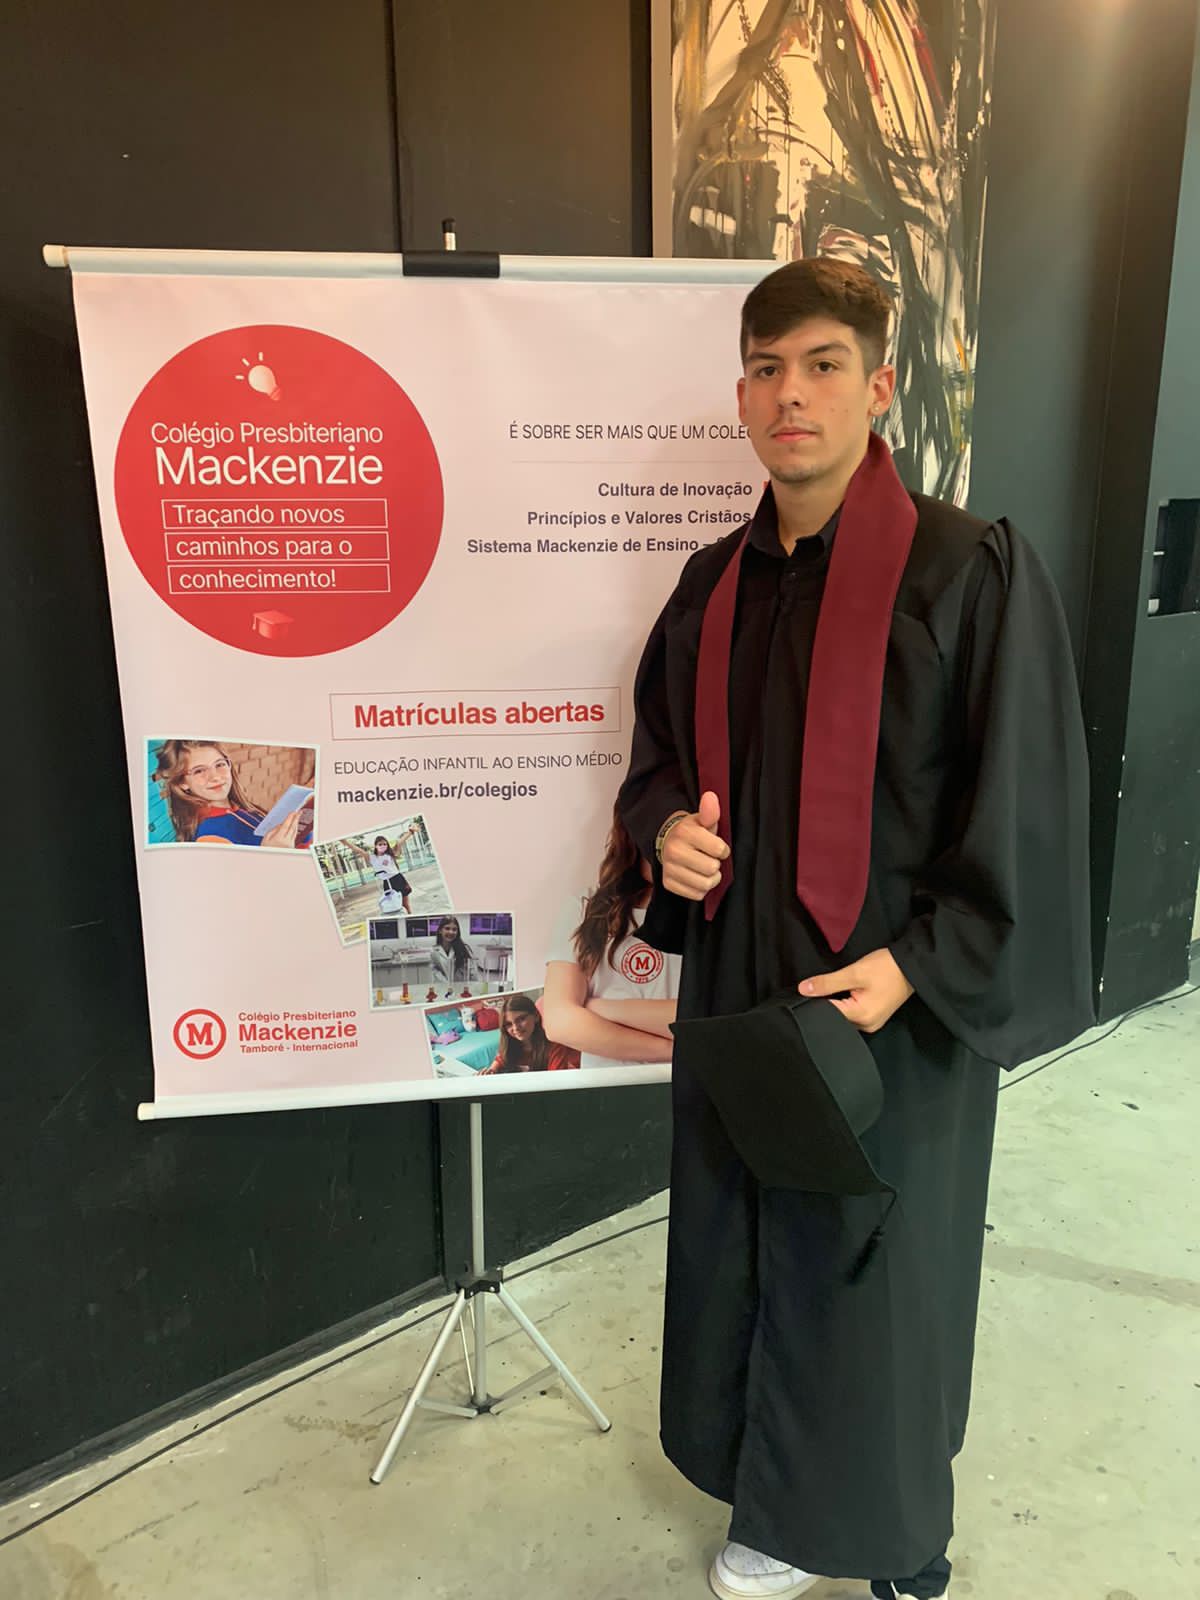 Colégio Presbiteriano
Mackenzie
Traçando novos
caminhos para o
conhecimento!
É SOBRE SER MAIS QUE UM
Cultura de Inovação
Princípios e Valores Cristãos
Sistema Mackenzie de Ensino –
Matrículas abertas
EDUCAÇÃO INFANTIL AO ENSINO MÉDIO
mackenzie.br/colegios
M
M
Colégio Presbiteriano
Mackenzie
Tamboré - Internacional